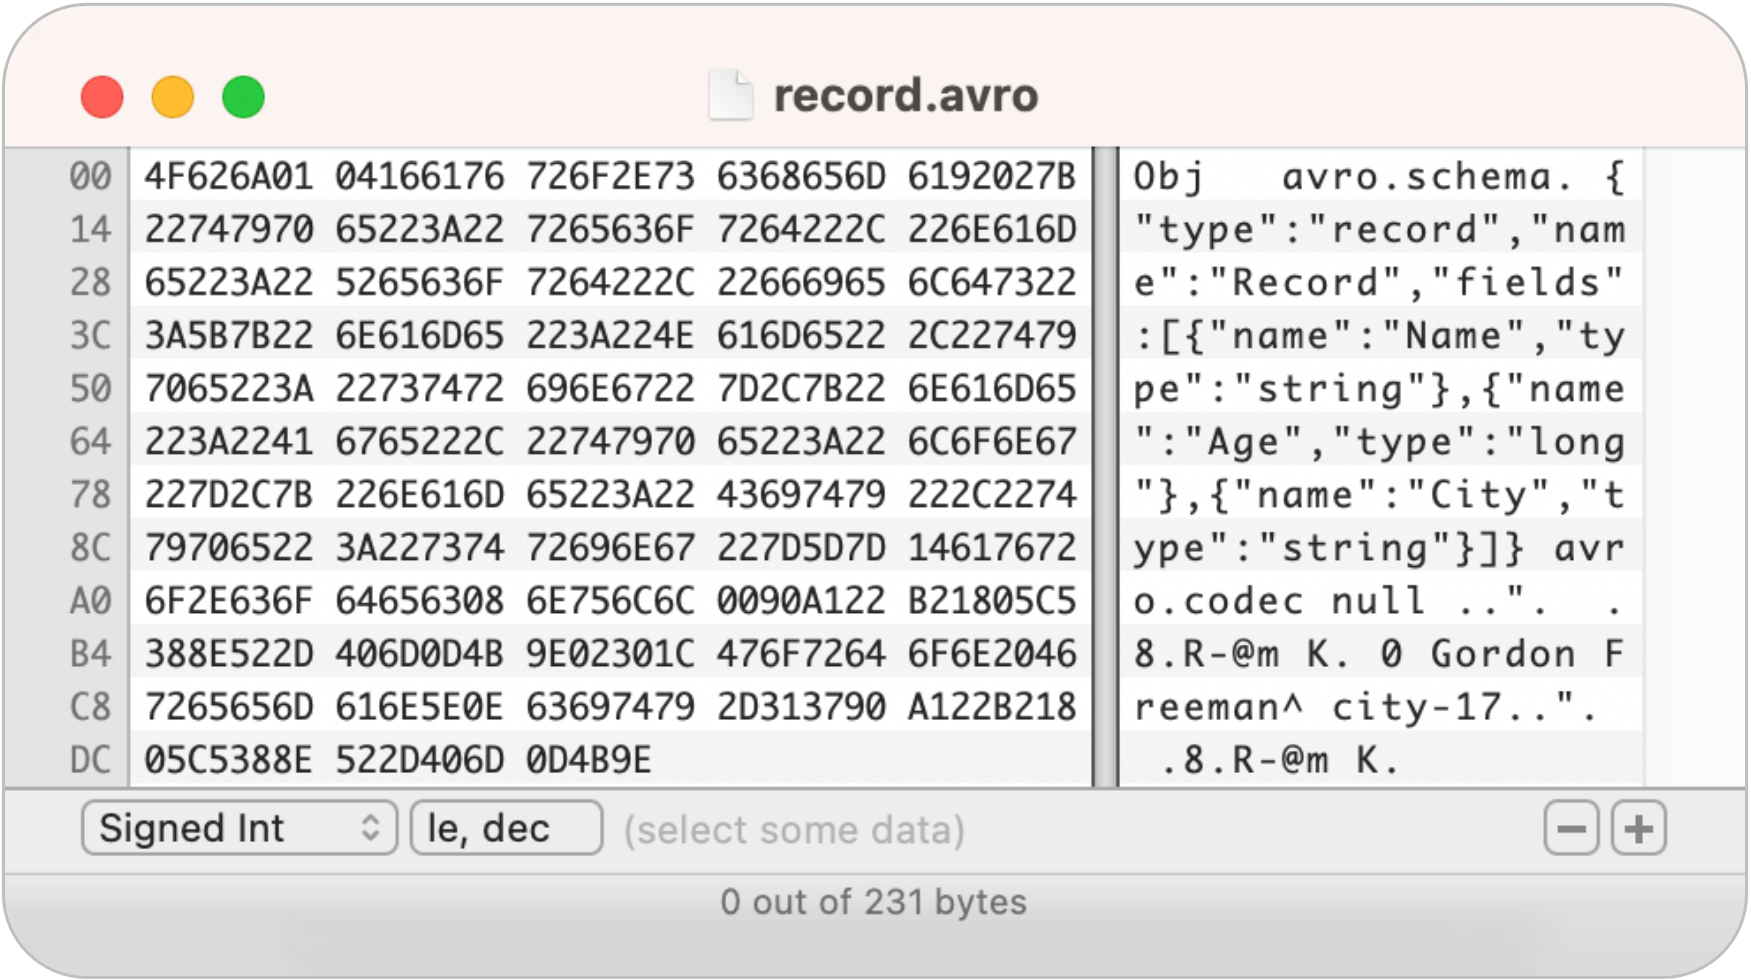 record.avro
00 4F626A01 04166176 726F2E73 6368656D 6192027B Obj   avro.schema. {
14 22747970 65223A22 7265636F 7264222C 226E616D "type":"record","nam
28 65223A22 5265636F 7264222C 22666965 6C647322 e":"Record","fields"
3C 3A5B7B22 6E616D65 223A224E 616D6522 2C227479 :[{"name":"Name","ty
50 7065223A 22737472 696E6722 7D2C7B22 6E616D65 pe":"string"},{"name
64 223A2241 6765222C 22747970 65223A22 6C6F6E67 ":"Age","type":"long
78 227D2C7B 226E616D 65223A22 43697479 222C2274 "},{"name":"City","t
8C 79706522 3A227374 72696E67 227D5D7D 14617672 ype":"string"}]} avr
A0 6F2E636F 64656308 6E756C6C 0090A122 B21805C5 o.codec null ..".  .
B4 388E522D 406D0D4B 9E02301C 476F7264 6F6E2046 8.R-@m K. 0 Gordon F
C8 7265656D 616E5E0E 63697479 2D313790 A122B218 reeman^ city-17..".
DC 05C5388E 522D406D 0D4B9E .8.R-@m K.
Signed Int le, dec (select some data)
0 out of 231 bytes